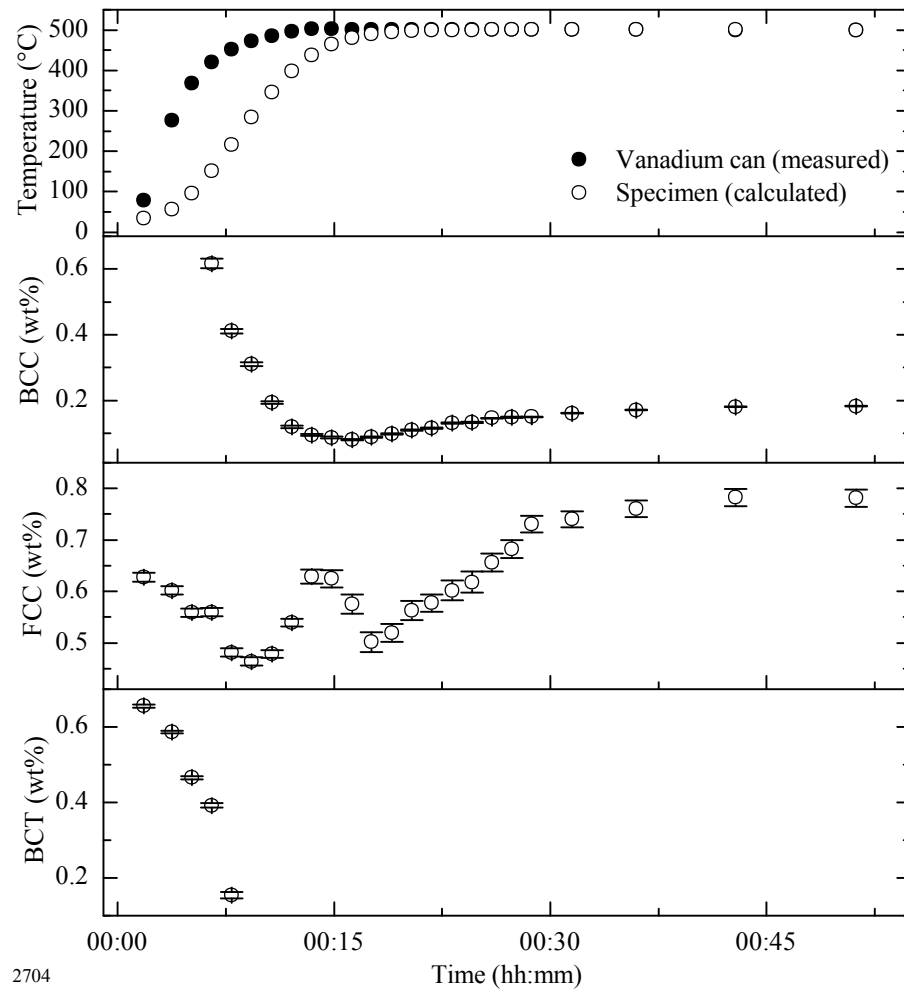 500
400
300
200
100
0
Temperature (°C)
Vanadium can (measured)
Specimen (calculated)
0.6
0.4
0.2
BCC (wt%)
0.8
0.7
0.6
0.5
FCC (wt%)
0.6
0.4
0.2
BCT (wt%)
00:00 00:15 00:30 00:45
Time (hh:mm)
2704